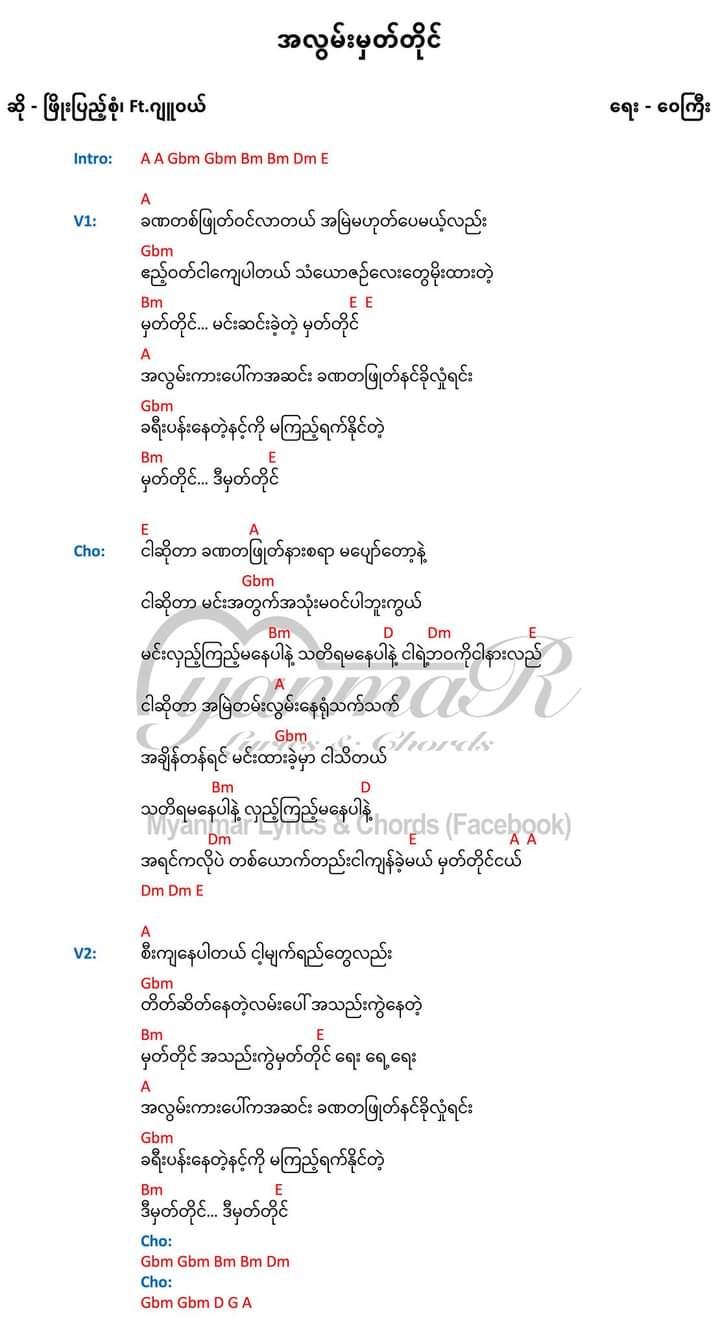 အလွမ်းမှတ်တိုင်
ဆို - ဖြိုးပြည့်စုံ၊ Ft.ဂျူဝယ် ရေး - ဝေကြီး
Intro: A A Gbm Gbm Bm Bm Dm E
A
V1: ခဏတစ်ဖြုတ်ဝင်လာတယ် အမြဲမဟုတ်ပေမယ့်လည်း
Gbm
ဧည့်ဝတ်ငါကျေပါတယ် သံယောဇဉ်လေးတွေမိုးထားတဲ့
Bm E E
မှတ်တိုင်... မင်းဆင်းခဲ့တဲ့ မှတ်တိုင်
A
အလွမ်းကားပေါ်ကအဆင်း ခဏတဖြုတ်နင်ခိုလှုံရင်း
Gbm
ခရီးပန်းနေတဲ့နင့်ကို မကြည့်ရက်နိုင်တဲ့
Bm E
မှတ်တိုင်... ဒီမှတ်တိုင်
E A
Cho: ငါဆိုတာ ခဏတဖြုတ်နားစရာ မပျော်တော့နဲ့
Gbm
ငါဆိုတာ မင်းအတွက်အသုံးမဝင်ပါဘူးကွယ်
Bm D Dm E
မင်းလှည့်ကြည့်မနေပါနဲ့ သတိရမနေပါနဲ့ ငါရဲ့ဘဝကိုငါနားလည်
A
ငါဆိုတာ အမြဲတမ်းလွမ်းနေရုံသက်သက်
Gbm
အချိန်တန်ရင် မင်းထားခဲ့မှာ ငါသိတယ်
Bm D
သတိရမနေပါနဲ့ လှည့်ကြည့်မနေပါနဲ့
Dm E A A
အရင်ကလိုပဲ တစ်ယောက်တည်းငါကျန်ခဲ့မယ် မှတ်တိုင်ငယ်
Dm Dm E
MyanmaR
Lyrics & Chords
Myanmar Lyrics & Chords (Facebook)
A
V2: စီးကျနေပါတယ် ငါ့မျက်ရည်တွေလည်း
Gbm
တိတ်ဆိတ်နေတဲ့လမ်းပေါ် အသည်းကွဲနေတဲ့
Bm E
မှတ်တိုင် အသည်းကွဲမှတ်တိုင် ရေး ရေ့ ရေး
A
အလွမ်းကားပေါ်ကအဆင်း ခဏတဖြုတ်နင်ခိုလှုံရင်း
Gbm
ခရီးပန်းနေတဲ့နင့်ကို မကြည့်ရက်နိုင်တဲ့
Bm E
ဒီမှတ်တိုင်... ဒီမှတ်တိုင်
Cho:
Gbm Gbm Bm Bm Dm
Cho:
Gbm Gbm D G A